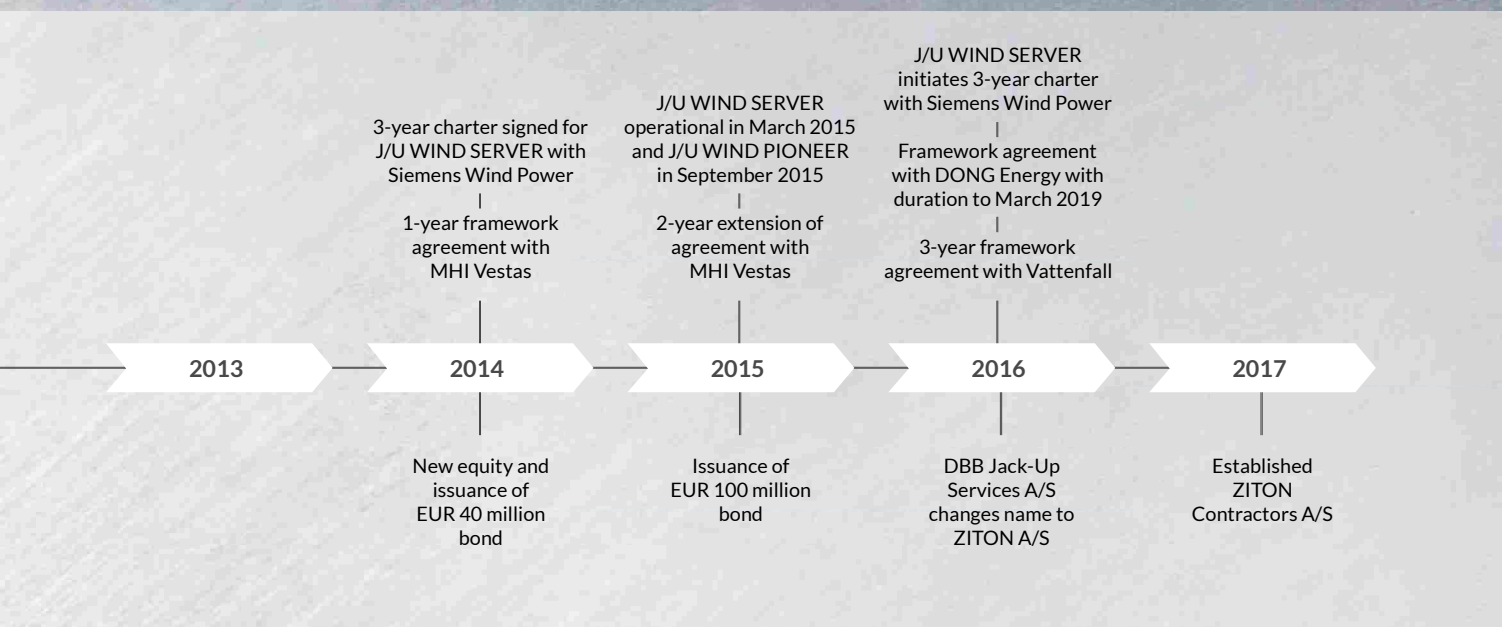 J/U WIND SERVER
initiates 3-year charter
with Siemens Wind Power
Framework agreement
with DONG Energy with
duration to March 2019
3-year framework
agreement with Vattenfall
J/U WIND SERVER
operational in March 2015
and J/U WIND PIONEER
in September 2015
2-year extension of
agreement with
MHI Vestas
3-year charter signed for
J/U WIND SERVER with
Siemens Wind Power
1-year framework
agreement with
MHI Vestas
2013
2014
2015
2016
2017
New equity and
issuance of
EUR 40 million
bond
Issuance of
EUR 100 million
bond
DBB Jack-Up
Services A/S
changes name to
ZITON A/S
Established
ZITON
Contractors A/S